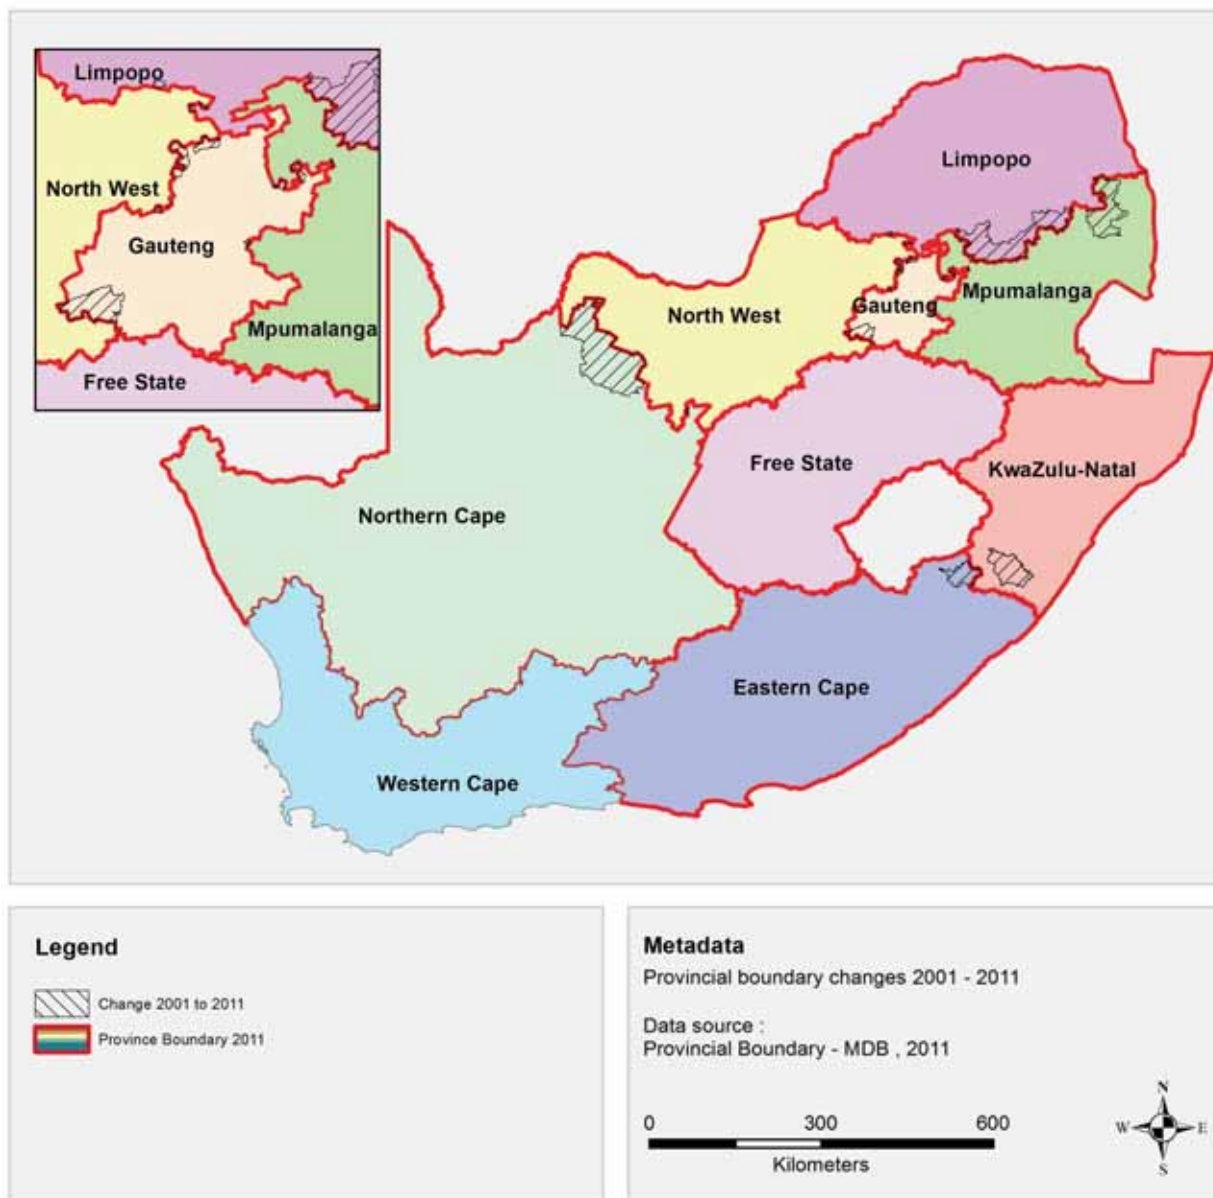 Limpopo
North West
Gauteng
Mpumalanga
Free State
Limpopo
North West
Gauteng
Mpumalanga
Free State
KwaZulu-Natal
Northern Cape
Eastern Cape
Western Cape
Legend
Change 2001 to 2011
Province Boundary 2011
Metadata
Provincial boundary changes 2001 - 2011
Data source :
Provincial Boundary - MDB , 2011
0 300 600
Kilometers
N
W E
S